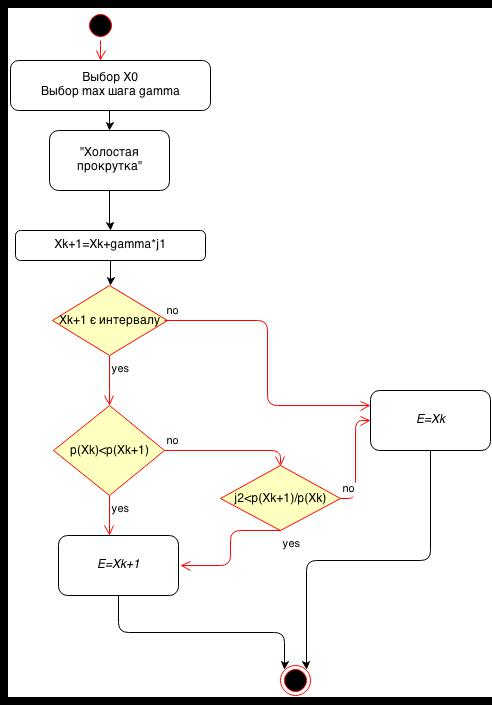 Выбор X0
Выбор max шага gamma
"Холостая
прокрутка"
Xk+1=Xk+gamma*j1
Xk+1 є интервалу
no
yes
E=Xk
p(Xk)<p(Xk+1)
no
j2<p(Xk+1)/p(Xk)
no
yes
yes
E=Xk+1